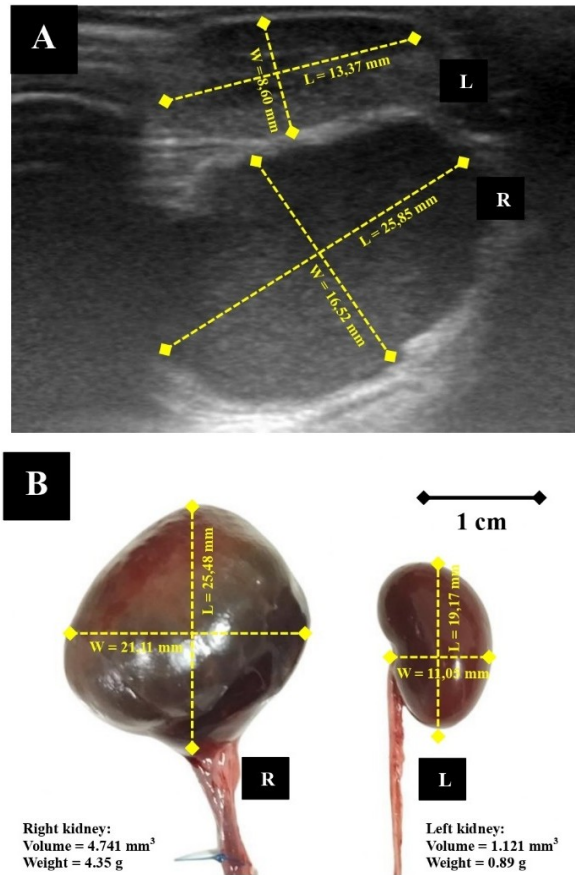 A
W = 8,60 mm
L = 13,37 mm
L
R
L = 25,85 mm
W = 16,52 mm
B
1 cm
L = 25,48 mm
L = 19,17 mm
W = 21,11 mm
W = 11,05 mm
R
L
Right kidney:
Volume = 4.741 mm³
Weight = 4.35 g
Left kidney:
Volume = 1.121 mm³
Weight = 0.89 g